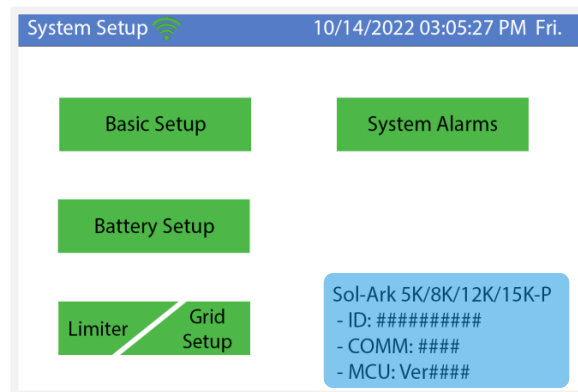 System Setup 10/14/2022 03:05:27 PM Fri.
Basic Setup
System Alarms
Battery Setup
Limiter
Grid
Setup
Sol-Ark 5K/8K/12K/15K-P
- ID: ##########
- COMM: ####
- MCU: Ver####